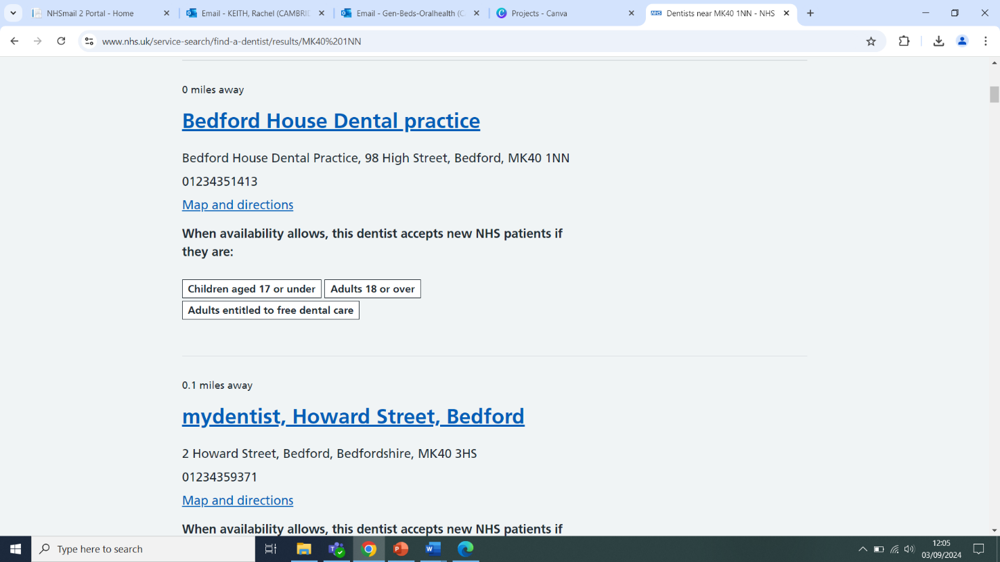 NHSmail 2 Portal - Home
Email - KEITH, Rachel (CAMBRI
Email - Gen-Beds-Oralhealth (C
Projects - Canva
NHS Dentists near MK40 1NN - NHS
www.nhs.uk/service-search/find-a-dentist/results/MK40%201NN
0 miles away
Bedford House Dental practice
Bedford House Dental Practice, 98 High Street, Bedford, MK40 1NN
01234351413
Map and directions
When availability allows, this dentist accepts new NHS patients if
they are:
Children aged 17 or under Adults 18 or over
Adults entitled to free dental care
0.1 miles away
mydentist, Howard Street, Bedford
2 Howard Street, Bedford, Bedfordshire, MK40 3HS
01234359371
Map and directions
When availability allows, this dentist accepts new NHS patients if
Type here to search
12:05
03/09/2024